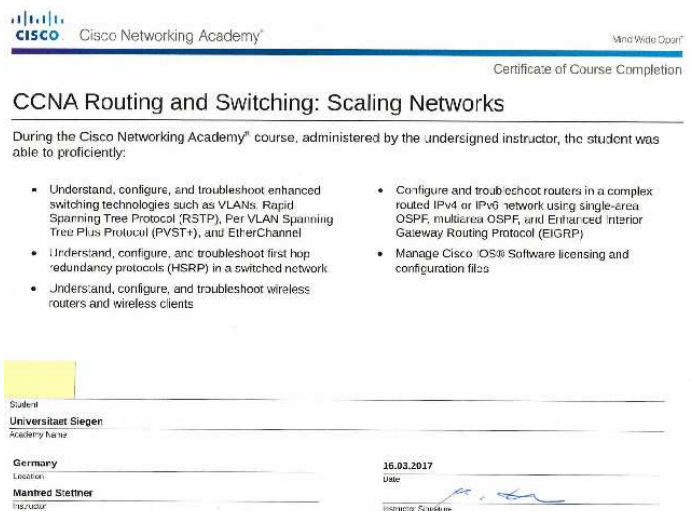 CISCO Cisco Networking Academy®
Mind Wide Open™
Certificate of Course Completion
CCNA Routing and Switching: Scaling Networks
During the Cisco Networking Academy® course, administered by the undersigned instructor, the student was
able to proficiently:
• Understand, configure, and troubleshoot enhanced
switching technologies such as VLANs, Rapid
Spanning Tree Protocol (RSTP), Per VLAN Spanning
Tree Plus Protocol (PVST+), and EtherChannel
• Understand, configure, and troubleshoot first hop
redundancy protocols (HSRP) in a switched network
• Understand, configure, and troubleshoot wireless
routers and wireless clients
• Configure and troubleshoot routers in a complex
routed IPv4 or IPv6 network using single-area
OSPF, multiarea OSPF, and Enhanced Interior
Gateway Routing Protocol (EIGRP)
• Manage Cisco IOS® Software licensing and
configuration files
Student
Universitaet Siegen
Academy Name
Germany
Location
Manfred Stettner
Instructor
16.03.2017
Date
Instructor Signature